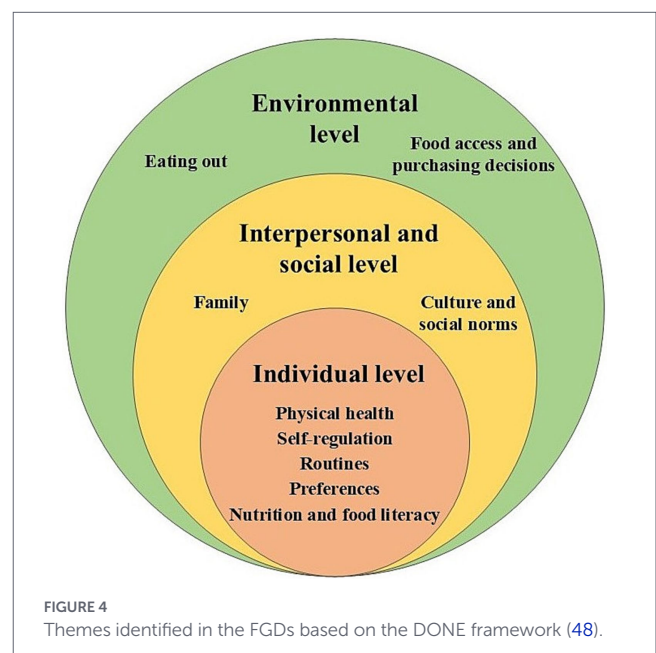 Environmental
level
Eating out
Food access and
purchasing decisions
Interpersonal and
social level
Family
Culture and
social norms
Individual level
Physical health
Self-regulation
Routines
Preferences
Nutrition and food literacy
FIGURE 4
Themes identified in the FGDs based on the DONE framework (48).